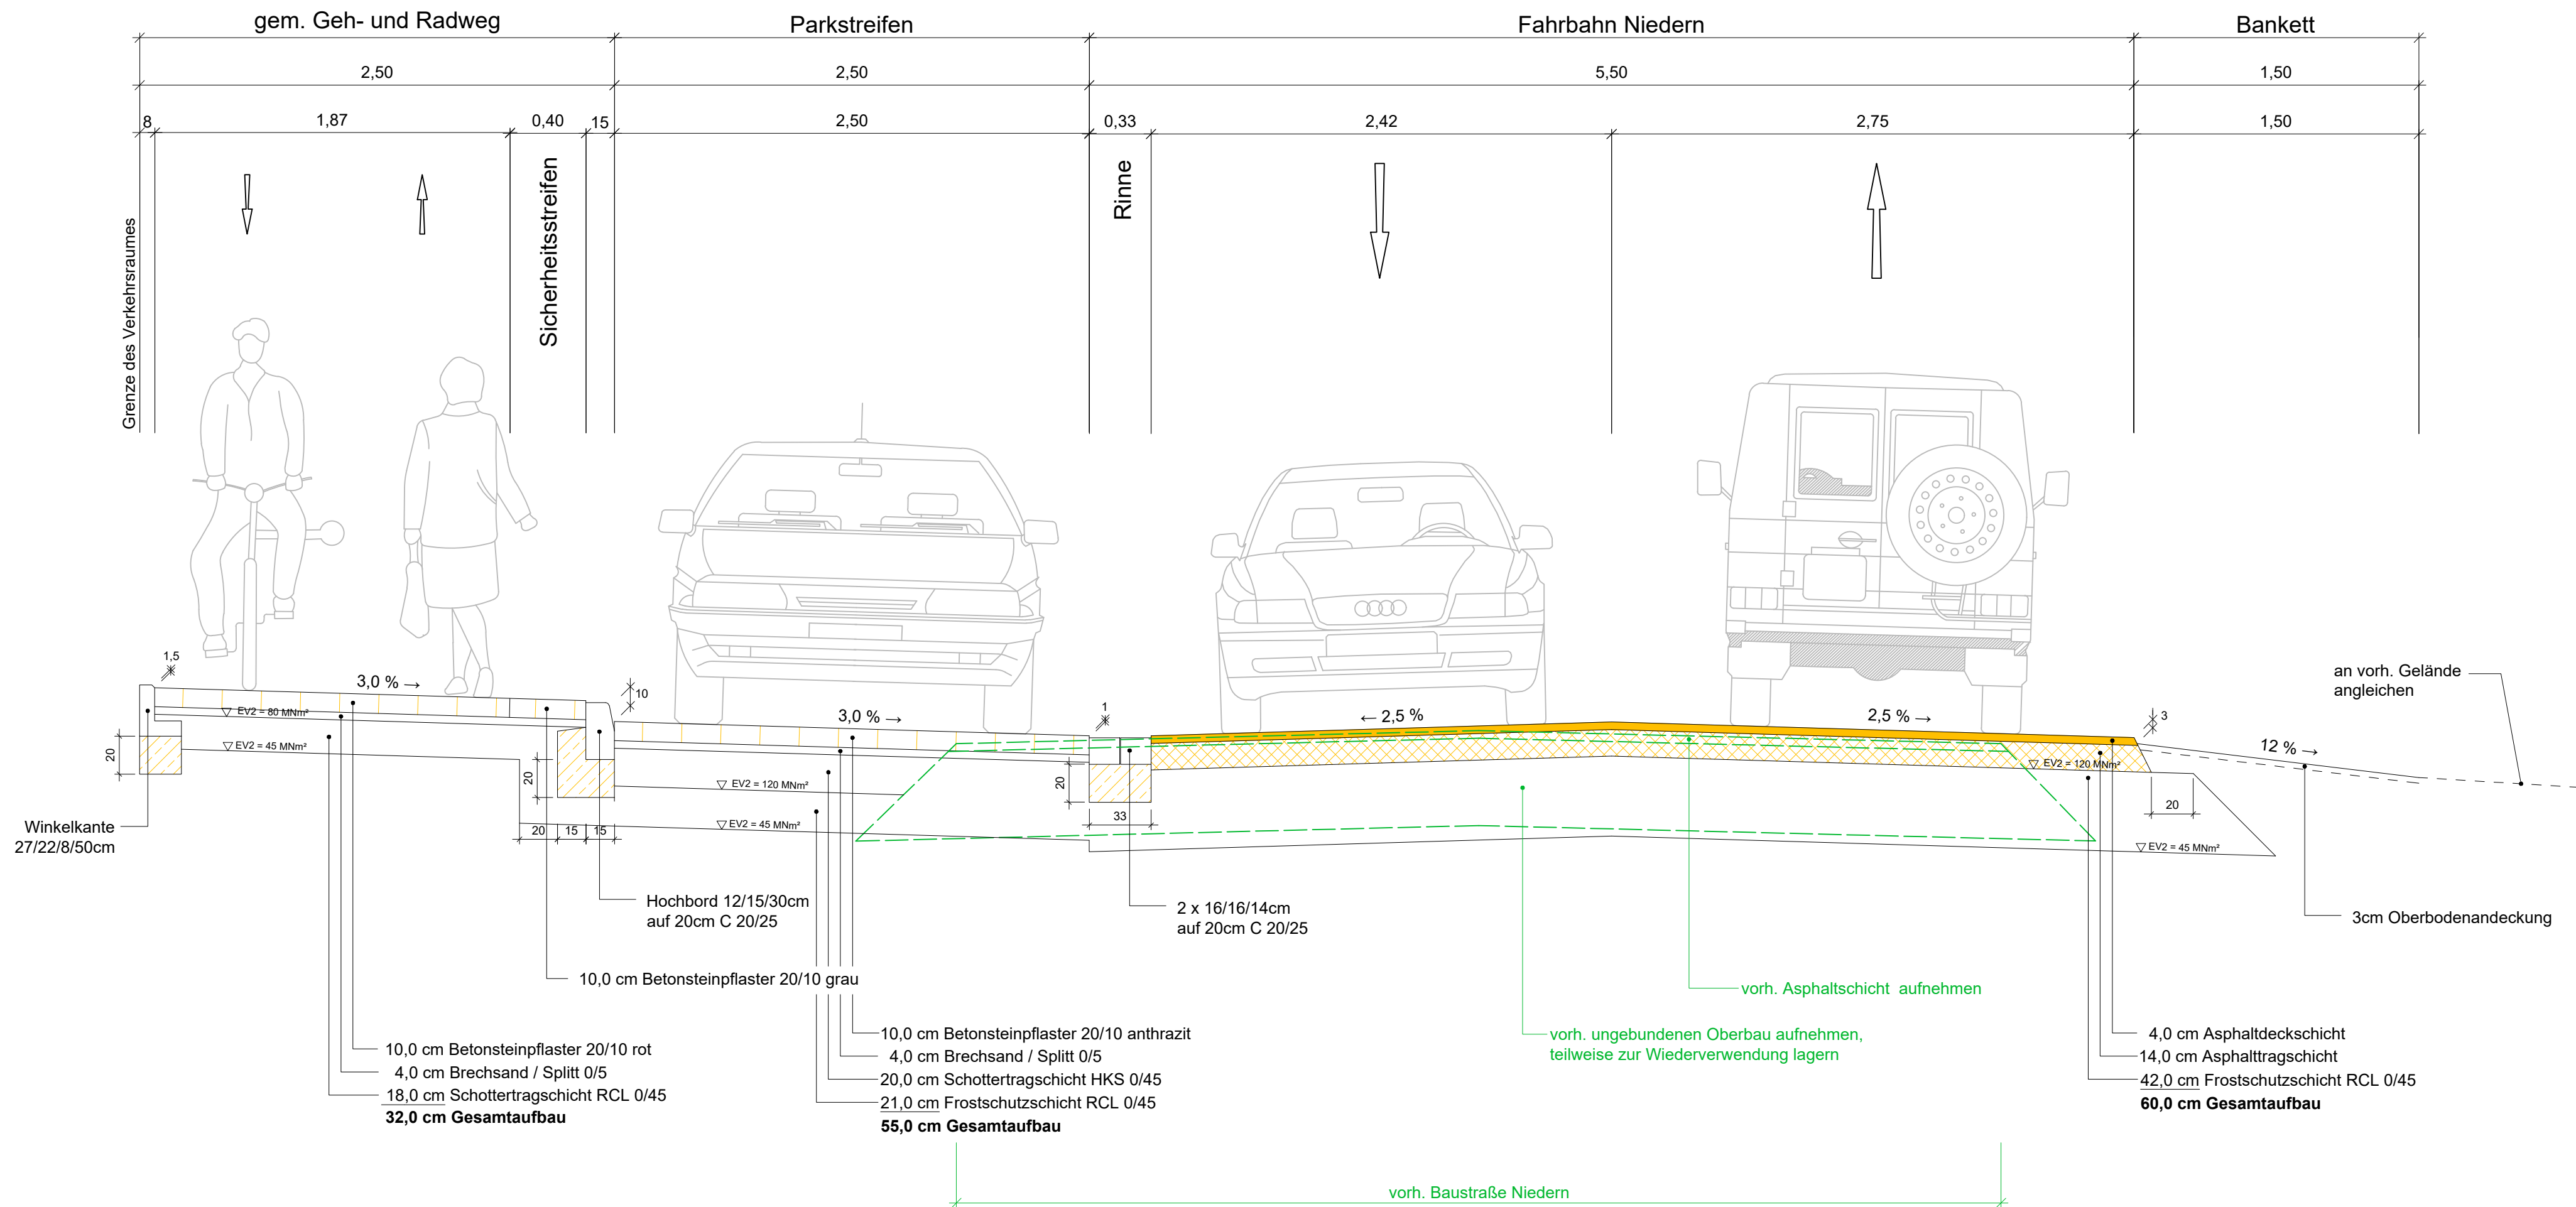 gem. Geh- und Radweg
Parkstreifen
Fahrbahn Niedern
Bankett
2,50
2,50
5,50
1,50
8
1,87
0,40
15
2,50
0,33
2,42
2,75
1,50
Grenze des Verkehrsraumes
Sicherheitsstreifen
Rinne
1,5
3,0 % →
10
3,0 % →
1
← 2,5 %
2,5 % →
3
12 % →
an vorh. Gelände
angleichen
EV2 = 80 MNm²
EV2 = 45 MNm²
EV2 = 120 MNm²
EV2 = 45 MNm²
EV2 = 120 MNm²
EV2 = 45 MNm²
20
20
20
20
15
15
33
20
Winkelkante
27/22/8/50cm
Hochbord 12/15/30cm
auf 20cm C 20/25
2 x 16/16/14cm
auf 20cm C 20/25
3cm Oberbodenandeckung
10,0 cm Betonsteinpflaster 20/10 grau
vorh. Asphaltschicht aufnehmen
vorh. ungebundenen Oberbau aufnehmen,
teilweise zur Wiederverwendung lagern
10,0 cm Betonsteinpflaster 20/10 rot
4,0 cm Brechsand / Splitt 0/5
18,0 cm Schottertragschicht RCL 0/45
32,0 cm Gesamtaufbau
10,0 cm Betonsteinpflaster 20/10 anthrazit
4,0 cm Brechsand / Splitt 0/5
20,0 cm Schottertragschicht HKS 0/45
21,0 cm Frostschutzschicht RCL 0/45
55,0 cm Gesamtaufbau
4,0 cm Asphaltdeckschicht
14,0 cm Asphalttragschicht
42,0 cm Frostschutzschicht RCL 0/45
60,0 cm Gesamtaufbau
vorh. Baustraße Niedern